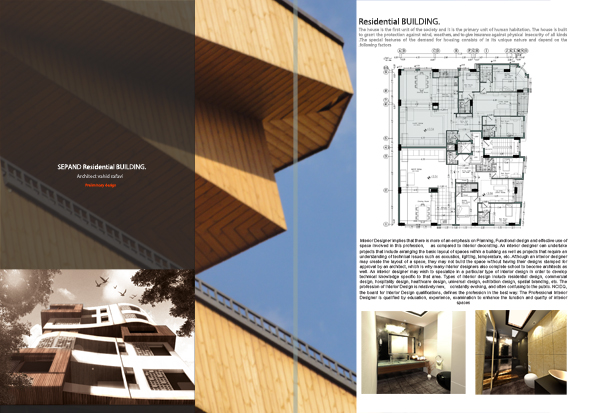 SEPAND Residential BUILDING.
Architect vahid rafavi
Preliminary design
Residential BUILDING.
The house is the first unit of the society and it is the primary unit of human habitation. The house is built
to grant the protection against wind, weathers, and to give insurance against physical insecurity of all kinds
.The special features of the demand for housing consists of in its unique nature and depend on the
.following factors
Interior Designer implies that there is more of an emphasis on Planning, Functional design and effective use of
space involved in this profession, as compared to interior decorating. An interior designer can undertake
projects that include arranging the basic layout of spaces within a building as well as projects that require an
understanding of technical issues such as acoustics, lighting, temperature, etc. Although an interior designer
may create the layout of a space, they may not build the space without having their designs stamped for
approval by an architect, which is why many interior designers also complete school to become architects as
well. An interior designer may wish to specialize in a particular type of interior design in order to develop
technical knowledge specific to that area. Types of interior design include residential design, commercial
design, hospitality design, healthcare design, universal design, exhibition design, spatial branding, etc. The
profession of Interior Design is relatively new, constantly evolving, and often confusing to the public. NCIDQ,
the board for Interior Design qualifications, defines the profession in the best way: The Professional Interior
Designer is qualified by education, experience, examination to enhance the function and quality of interior
spaces